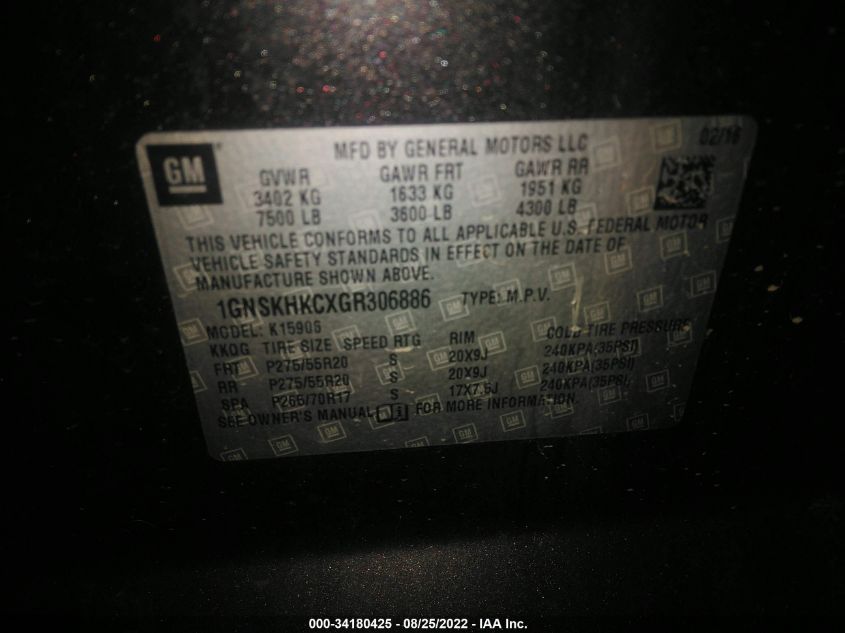 MFD BY GENERAL MOTORS LLC 02/16
GM
GVWR GAWR FRT GAWR RR
3402 KG 1633 KG 1951 KG
7500 LB 3600 LB 4300 LB
THIS VEHICLE CONFORMS TO ALL APPLICABLE U.S. FEDERAL MOTOR
VEHICLE SAFETY STANDARDS IN EFFECT ON THE DATE OF
MANUFACTURE SHOWN ABOVE.
1GNSKHKCXGR306886 TYPE: M.P.V.
MODEL: K15906
KKOG TIRE SIZE SPEED RTG RIM COLD TIRE PRESSURE
FRT P275/55R20 S 20X9J 240KPA(35PSI)
RR P275/55R20 S 20X9J 240KPA(35PSI)
SPA P265/70R17 S 17X7.5J 240KPA(35PSI)
SEE OWNER'S MANUAL FOR MORE INFORMATION.
000-34180425 - 08/25/2022 - IAA Inc.